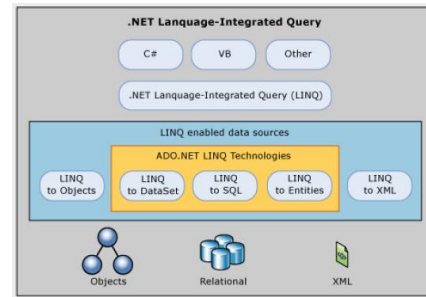 .NET Lanquage-Integrated Query
C# VB Other
.NET Language-Integrated Query (LINQ)
LINQ enabled data sources
ADO.NET LINQ Technologies
LINQ to Objects
LINQ to DataSet
LINQ to SQL
LINQ to Entities
LINQ to XML
Objects Relational XML